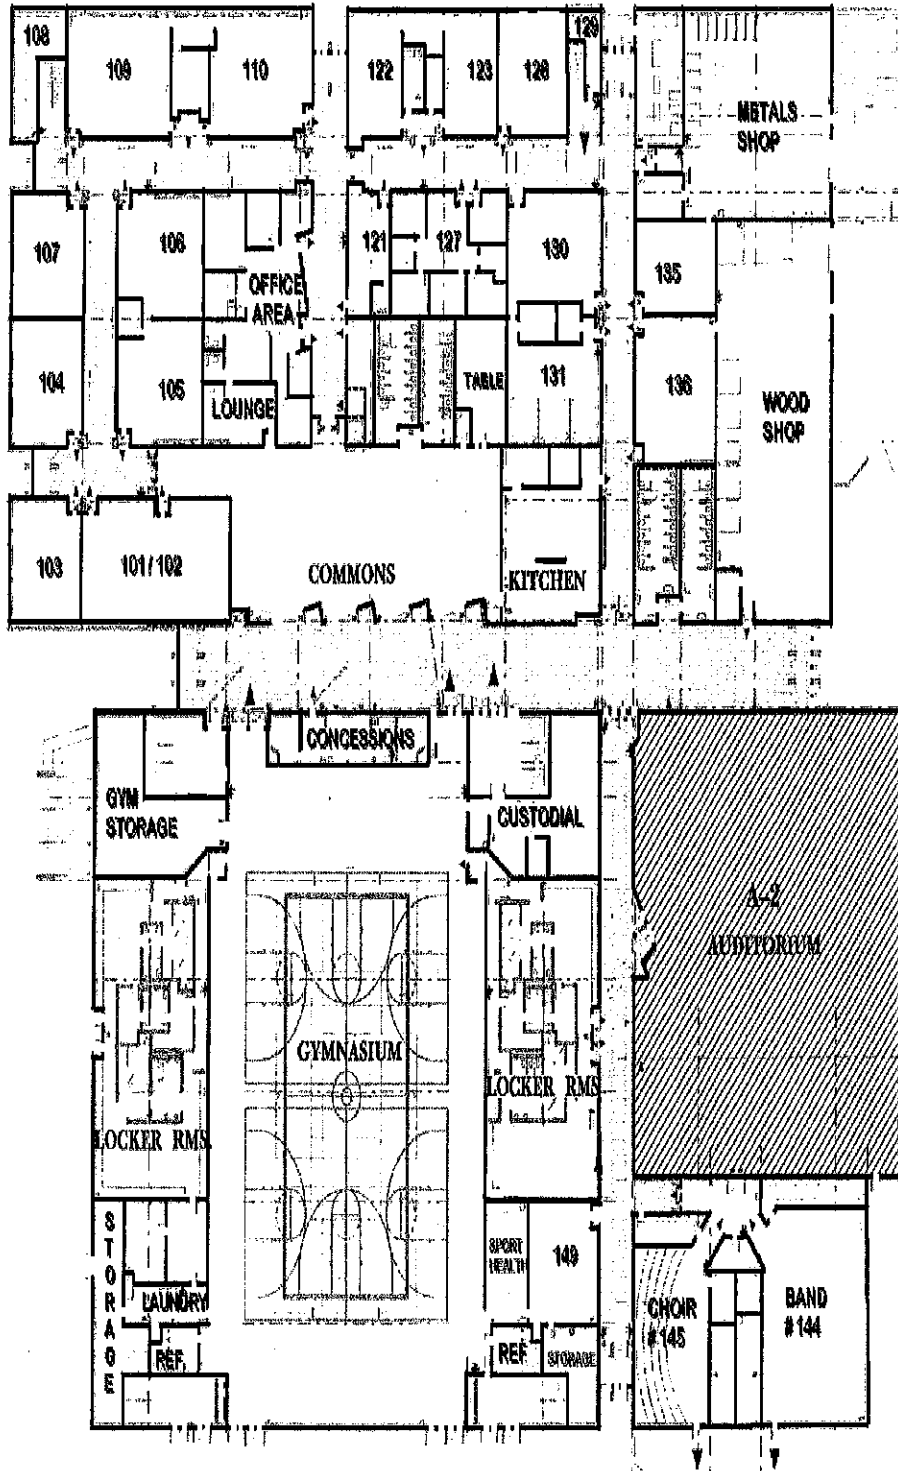 108
109
110
122
123
128
129
METALS
SHOP
107
106
OFFICE
AREA
121
127
130
135
104
105
LOUNGE
TABLE
131
136
WOOD
SHOP
103
101/102
COMMONS
KITCHEN
CONCESSIONS
GYM
STORAGE
CUSTODIAL
A-2
AUDITORIUM
GYMNASIUM
LOCKER RMS
LOCKER RMS
STORAGE
SPORT
HEALTH
149
LAUNDRY
CHOIR
#145
BAND
#144
REF
REF
STORAGE